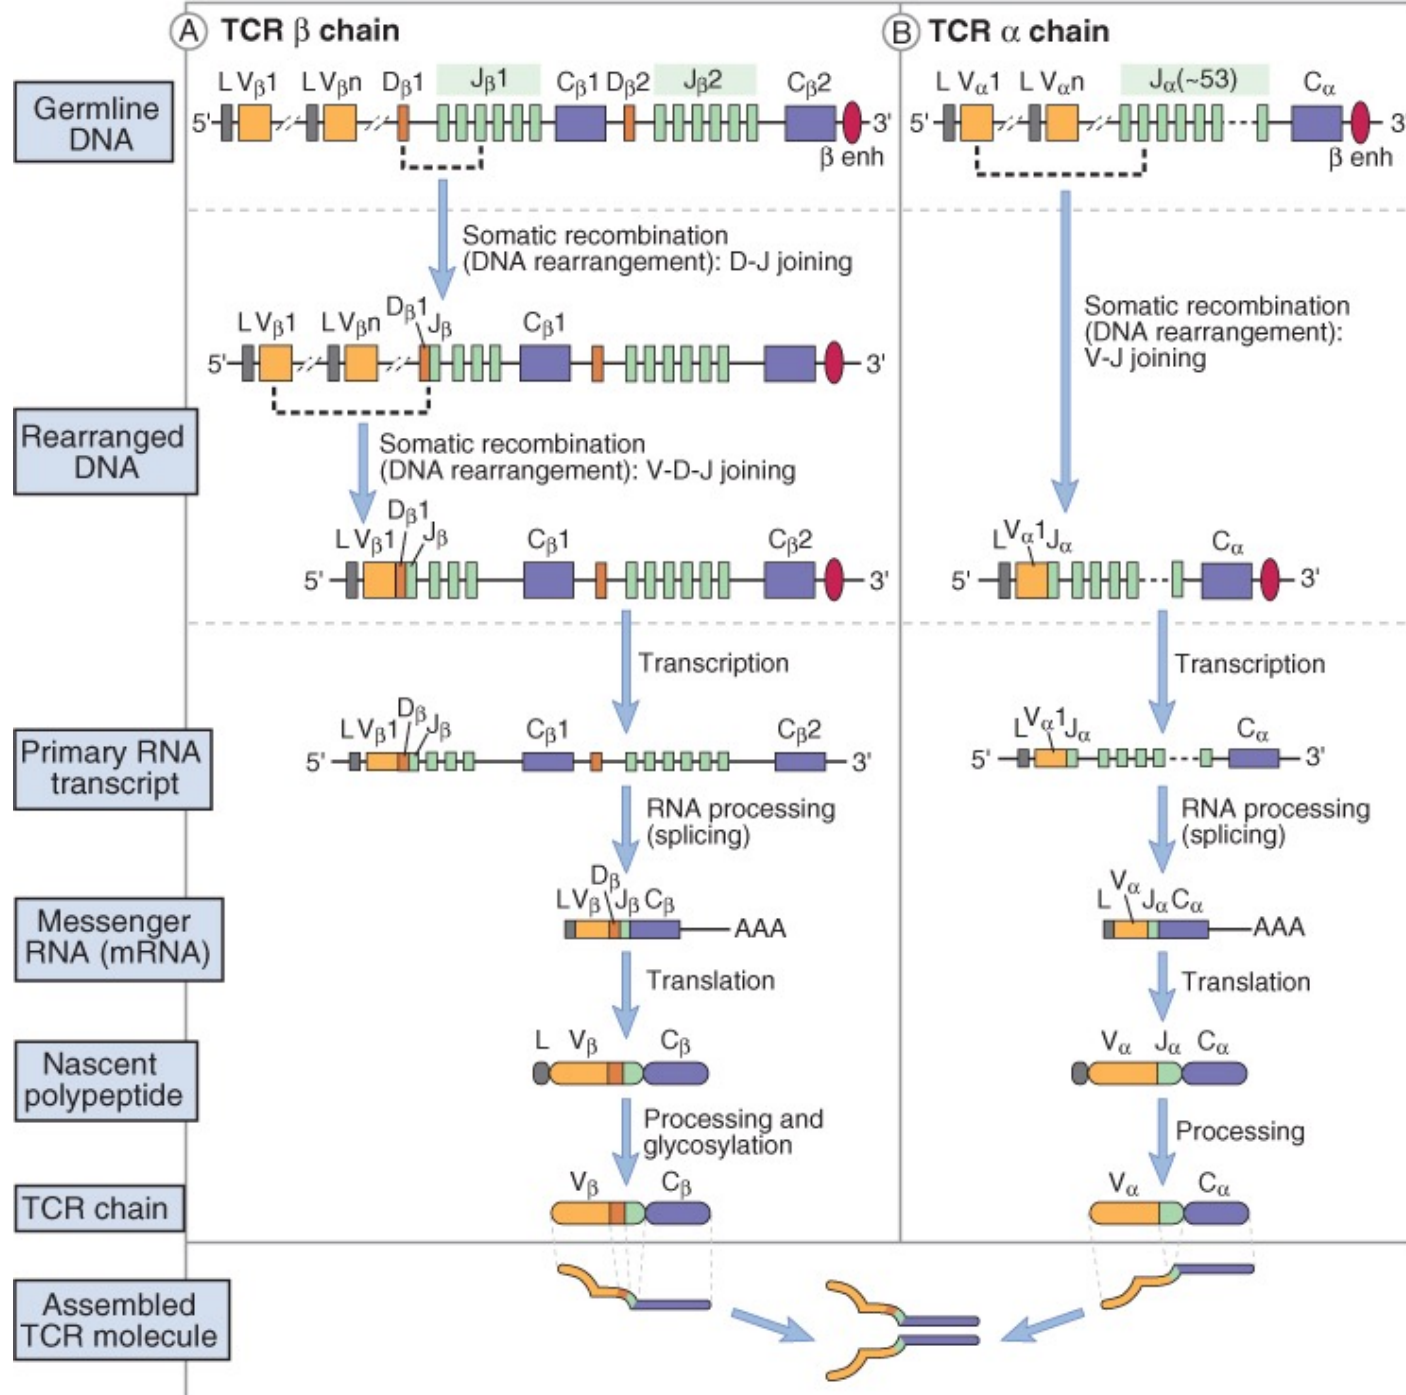 A TCR β chain
B TCR α chain
Germline
DNA
L Vβ1 L Vβn Dβ1 Jβ1 Cβ1 Dβ2 Jβ2 Cβ2
5' 3'
β enh
L Vα1 L Vαn Jα(~53) Cα
5' 3'
β enh
Somatic recombination
(DNA rearrangement): D-J joining
Somatic recombination
(DNA rearrangement):
V-J joining
Rearranged
DNA
L Vβ1 L Vβn Dβ1 Jβ Cβ1
5' 3'
Somatic recombination
(DNA rearrangement): V-D-J joining
L Vβ1 Dβ1 Jβ Cβ1 Cβ2
5' 3'
L Vα1 Jα Cα
5' 3'
Transcription
Transcription
Primary RNA
transcript
L Vβ1 Dβ Jβ Cβ1 Cβ2
5' 3'
L Vα1 Jα Cα
5' 3'
RNA processing
(splicing)
RNA processing
(splicing)
Messenger
RNA (mRNA)
L Vβ Dβ Jβ Cβ
AAA
L Vα Jα Cα
AAA
Translation
Translation
Nascent
polypeptide
L Vβ Cβ
Vα Jα Cα
Processing and
glycosylation
Processing
TCR chain
Vβ Cβ
Vα Cα
Assembled
TCR molecule